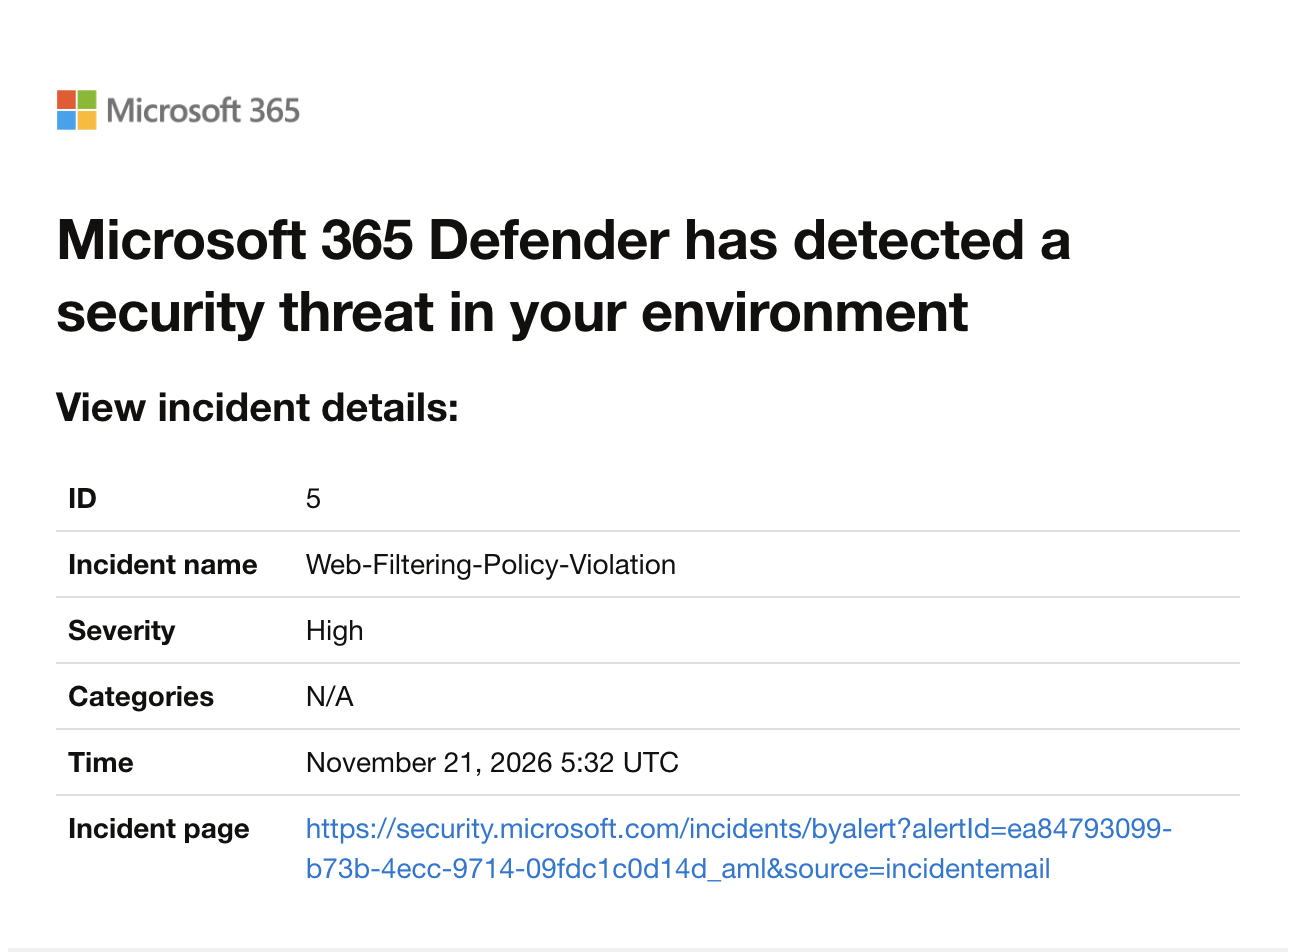 Microsoft 365
Microsoft 365 Defender has detected a
security threat in your environment
View incident details:
ID 5
Incident name Web-Filtering-Policy-Violation
Severity High
Categories N/A
Time November 21, 2026 5:32 UTC
Incident page https://security.microsoft.com/incidents/byalert?alertId=ea84793099-
b73b-4ecc-9714-09fdc1c0d14d_aml&source=incidentemail